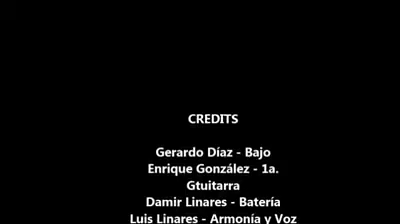 CREDITS
Gerardo Díaz - Bajo
Enrique González - 1a.
Gtuitarra
Damir Linares - Batería
Luis Linares - Armonía y Voz